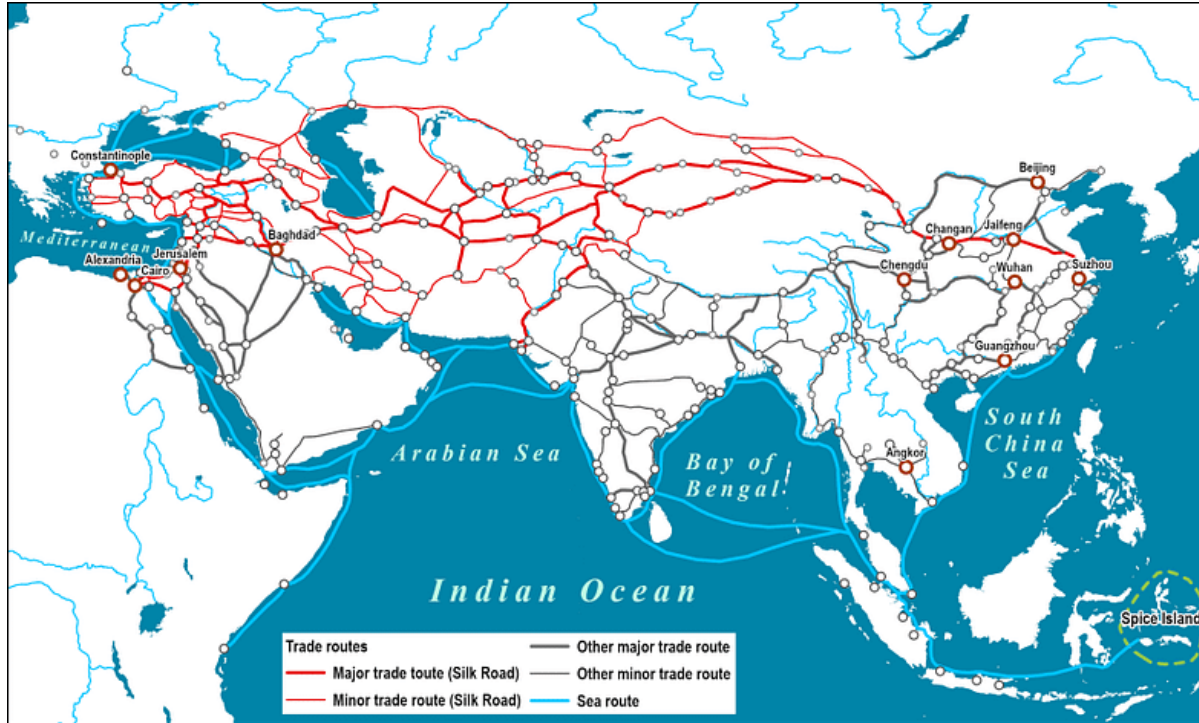 Constantinople
Beijing
Changan
Jaifeng
Baghdad
Mediterranean
Jerusalem
Alexandria
Cairo
Chengdu
Wuhan
Suzhou
Guangzhou
South
China
Sea
Arabian Sea
Bay of
Bengal
Angkor
Indian Ocean
Spice Island
Trade routes
Major trade toute (Silk Road)
Minor trade route (Silk Road)
Other major trade route
Other minor trade route
Sea route